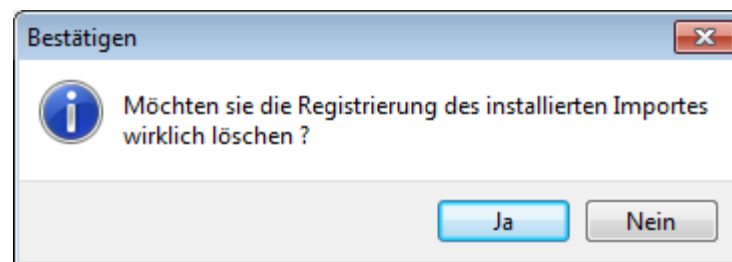 Bestätigen
Möchten sie die Registrierung des installierten Importes
wirklich löschen ?
Ja
Nein